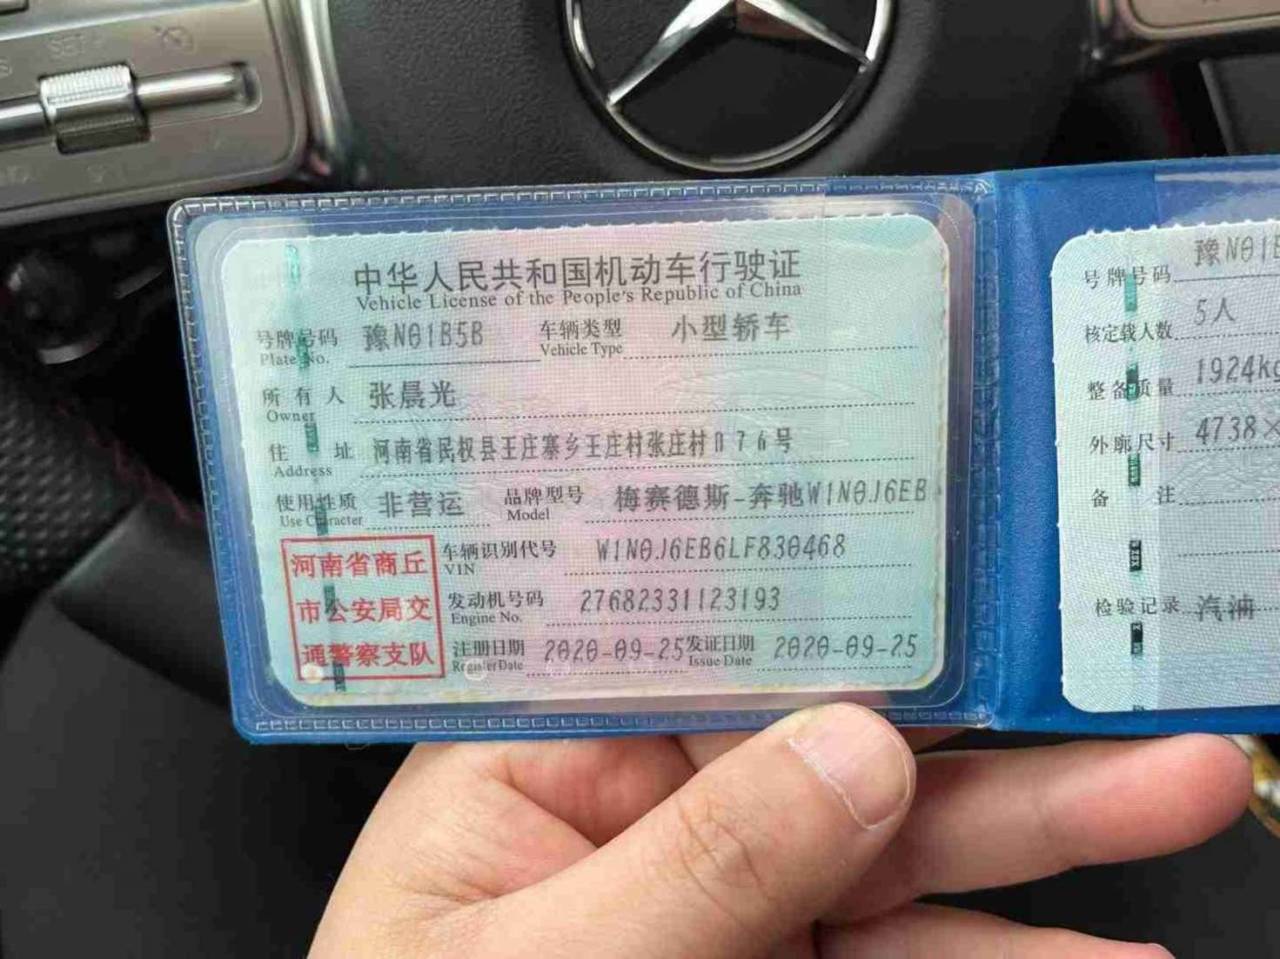 中华人民共和国机动车行驶证
Vehicle License of the People's Republic of China
号牌号码 豫N01B5B 车辆类型 小型轿车
Plate No. Vehicle Type
所有人 张晨光
Owner
住址 河南省民权县王庄寨乡王庄村张庄村076号
Address
使用性质 非营运 品牌型号 梅赛德斯-奔驰W1N0J6EB
Use Character Model
河南省商丘
市公安局交
通警察支队
车辆识别代号 W1N0J6EB6LF830468
VIN
发动机号码 27682331123193
Engine No.
注册日期 2020-09-25 发证日期 2020-09-25
Register Date Issue Date
号牌号码 豫N01
核定载人数 5人
整备质量 1924kg
外廓尺寸 4738×
备注
检验记录 汽油